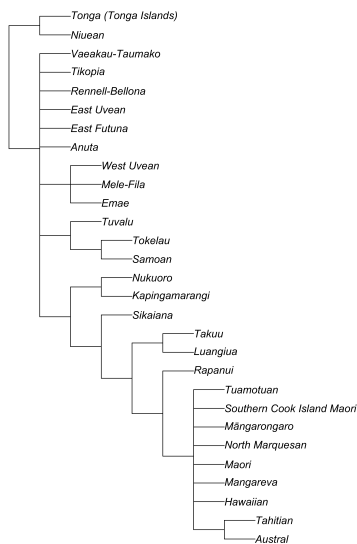 Tonga (Tonga Islands)
Niuean
Vaeakau-Taumako
Tikopia
Rennell-Bellona
East Uvean
East Futuna
Anuta
West Uvean
Mele-Fila
Emae
Tuvalu
Tokelau
Samoan
Nukuoro
Kapingamarangi
Sikaiana
Takuu
Luangiua
Rapanui
Tuamotuan
Southern Cook Island Maori
Māngarongaro
North Marquesan
Maori
Mangareva
Hawaiian
Tahitian
Austral